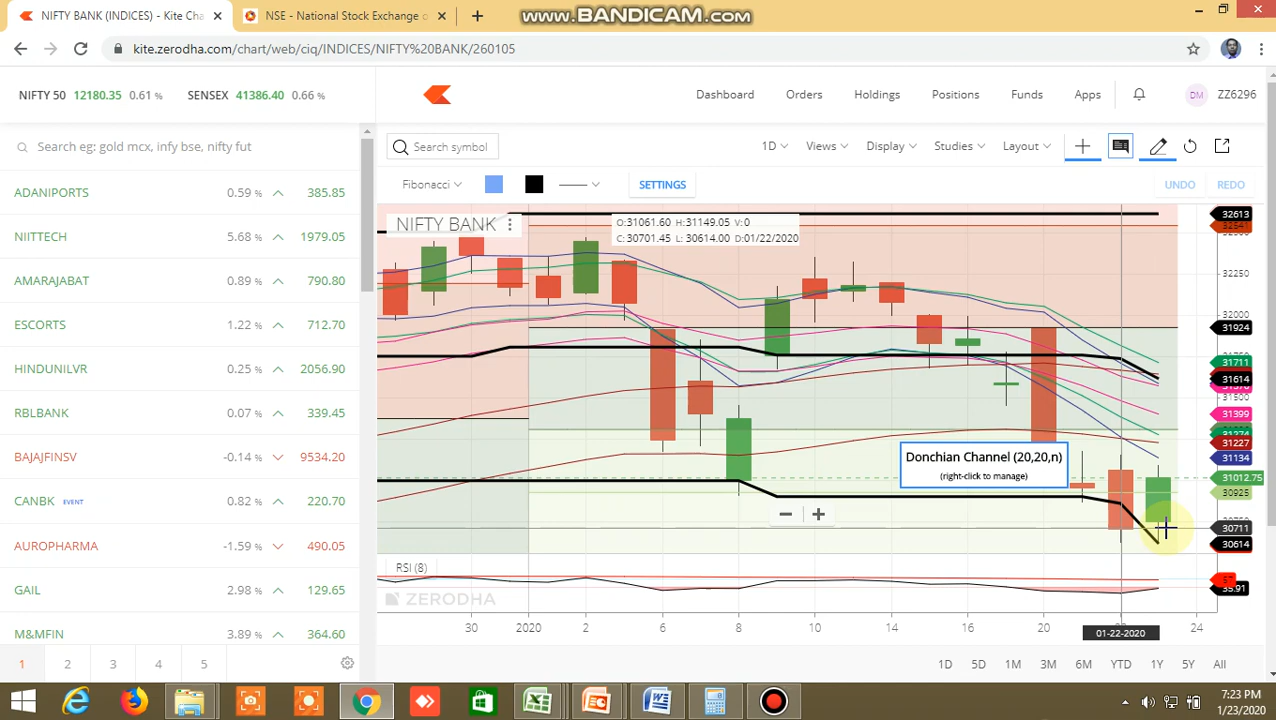 NIFTY BANK (INDICES) - Kite Cha
NSE - National Stock Exchange o
WWW.BANDICAM.COM
kite.zerodha.com/chart/web/ciq/INDICES/NIFTY%20BANK/260105
NIFTY 50 12180.35 0.61 % SENSEX 41386.40 0.66 %
Dashboard Orders Holdings Positions Funds Apps DM ZZ6296
Search eg: gold mcx, infy bse, nifty fut
Search symbol 1D Views Display Studies Layout
Fibonacci SETTINGS UNDO REDO
ADANIPORTS 0.59 % 385.85
NIITTECH 5.68 % 1979.05
AMARAJABAT 0.89 % 790.80
ESCORTS 1.22 % 712.70
HINDUNILVR 0.25 % 2056.90
RBLBANK 0.07 % 339.45
BAJAJFINSV -0.14 % 9534.20
CANBK EVENT 0.82 % 220.70
AUROPHARMA -1.59 % 490.05
GAIL 2.98 % 129.65
M&MFIN 3.89 % 364.60
1 2 3 4 5
NIFTY BANK
O:31061.60 H:31149.05 V:0
C:30701.45 L: 30614.00 D:01/22/2020
32613
32541
32250
32000
31924
31711
31614
31500
31399
31274
31227
31134
31012.75
30925
30711
30614
Donchian Channel (20,20,n)
(right-click to manage)
RSI (8)
ZERODHA
30 2020 2 6 8 10 14 16 20 24
01-22-2020
1D 5D 1M 3M 6M YTD 1Y 5Y All
7:23 PM
1/23/2020